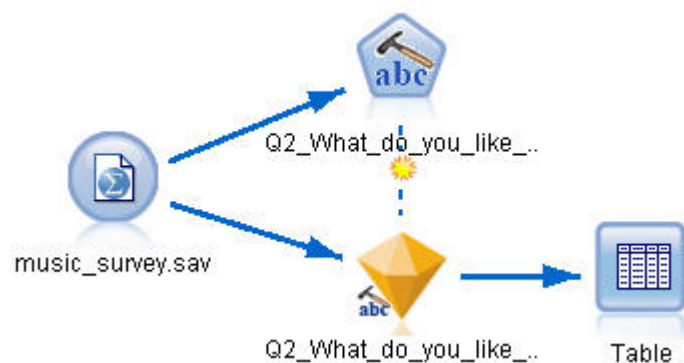 abc
Q2_What_do_you_like_..
music_survey.sav
abc
Q2_What_do_you_like_..
Table